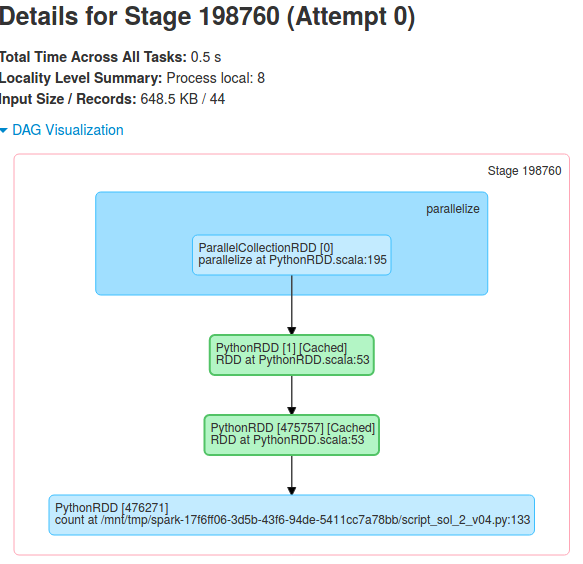 Details for Stage 198760 (Attempt 0)
Total Time Across All Tasks: 0.5 s
Locality Level Summary: Process local: 8
Input Size / Records: 648.5 KB / 44
DAG Visualization
Stage 198760
parallelize
ParallelCollectionRDD [0]
parallelize at PythonRDD.scala:195
PythonRDD [1] [Cached]
RDD at PythonRDD.scala:53
PythonRDD [475757] [Cached]
RDD at PythonRDD.scala:53
PythonRDD [476271]
count at /mnt/tmp/spark-17f6ff06-3d5b-43f6-94de-5411cc7a78bb/script_sol_2_v04.py:133